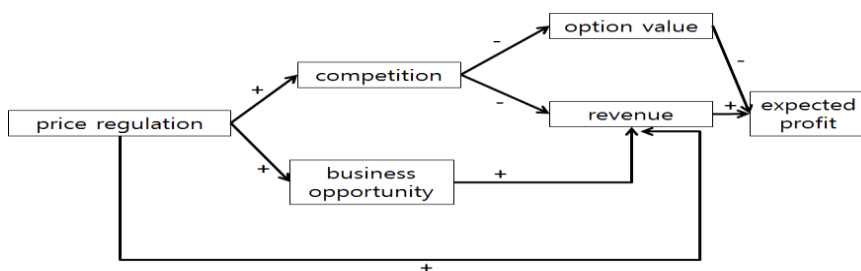 option value
-
-
competition
+
-
revenue
+
expected
profit
price regulation
+
business
opportunity
+
+